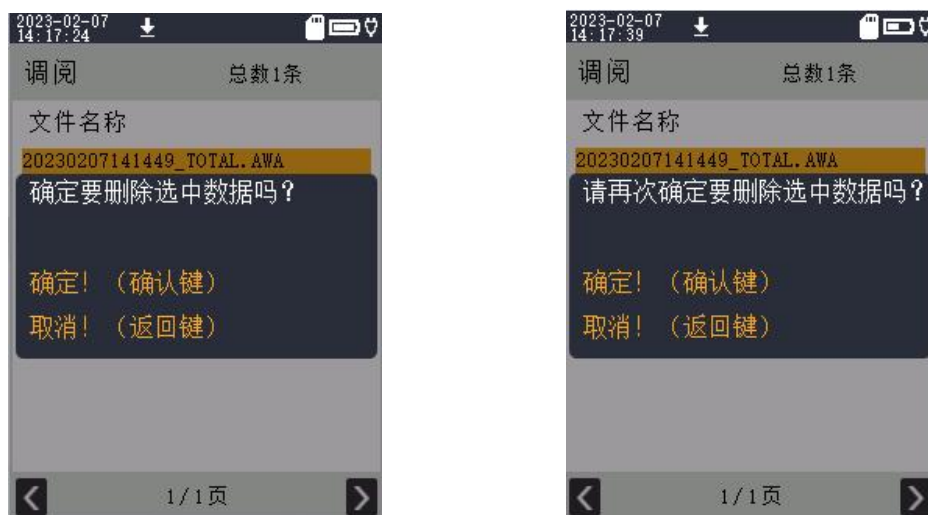 2023-02-07
14:17:24
调阅 总数1条
文件名称
20230207141449_TOTAL.AWA
确定要删除选中数据吗?
确定!(确认键)
取消!(返回键)
1/1页
2023-02-07
14:17:39
调阅 总数1条
文件名称
20230207141449_TOTAL.AWA
请再次确定要删除选中数据吗?
确定!(确认键)
取消!(返回键)
1/1页